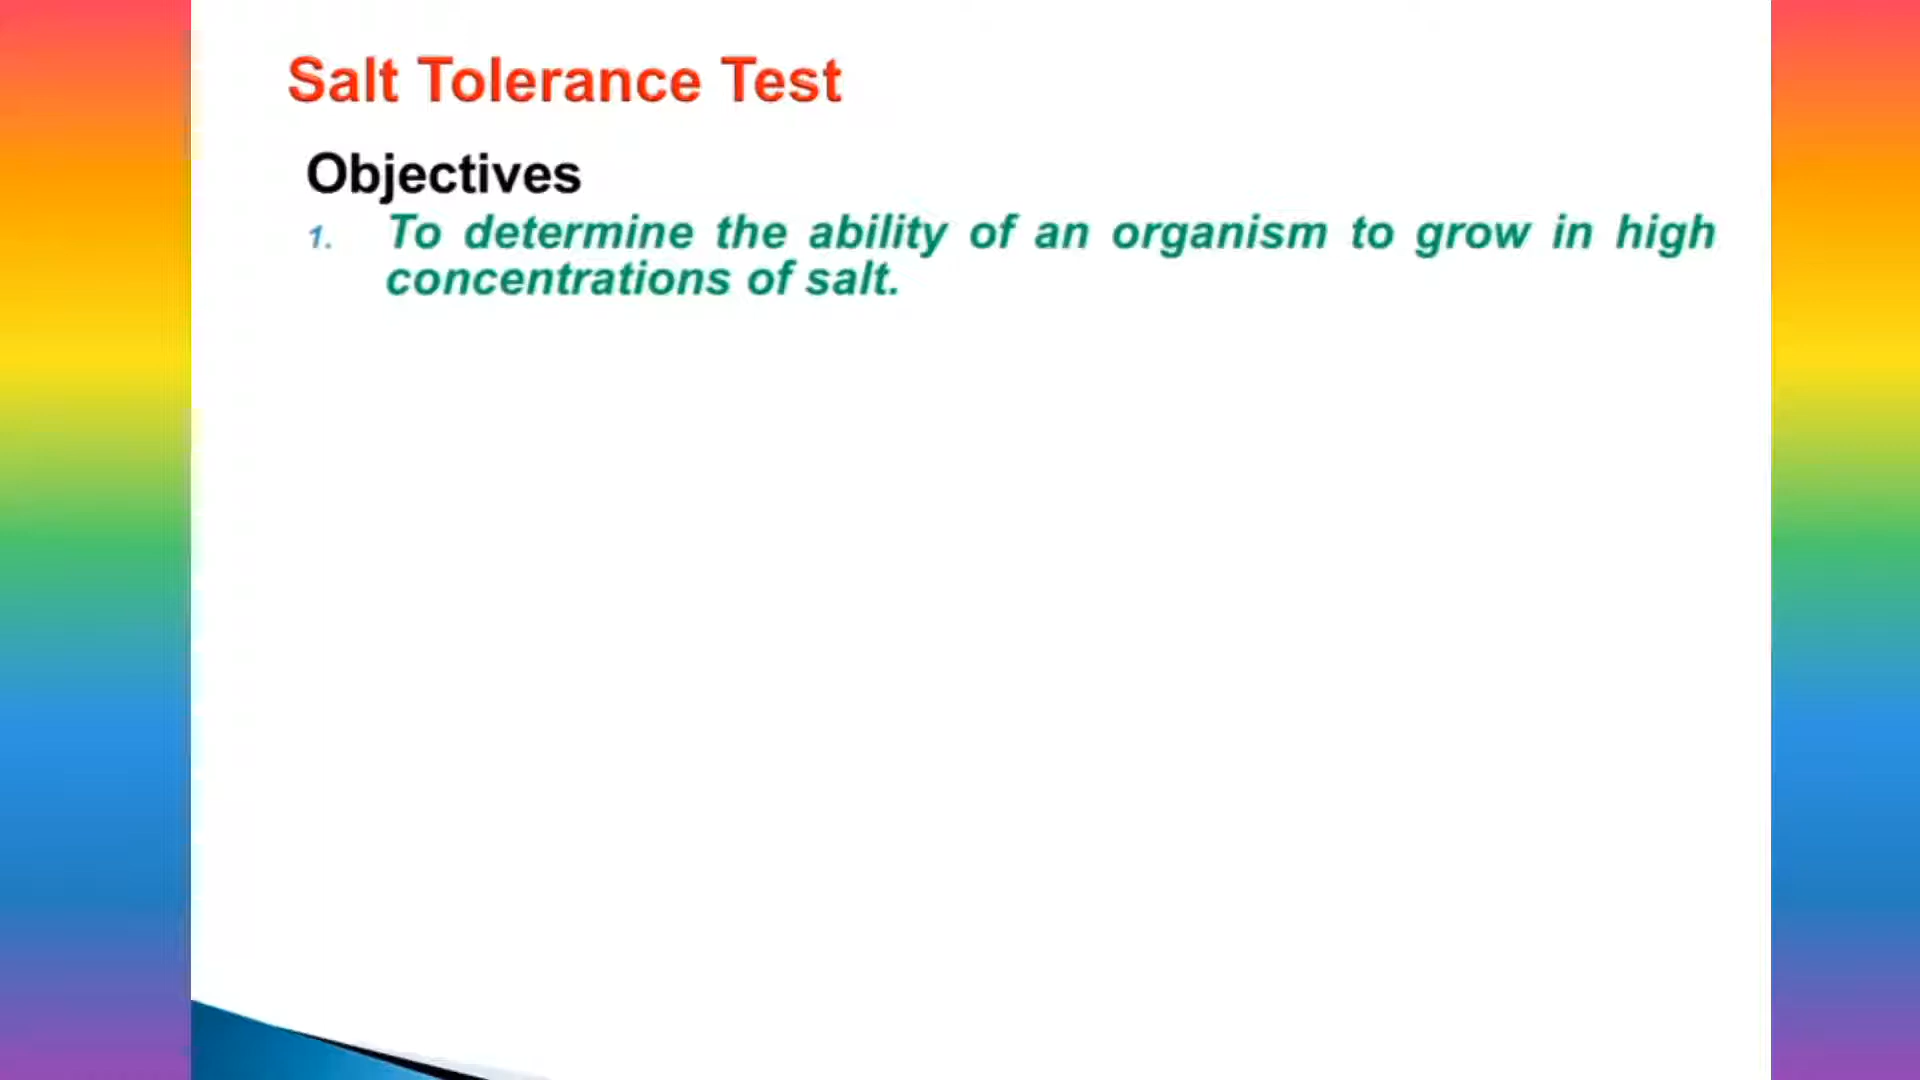 Salt Tolerance Test
Objectives
1. To determine the ability of an organism to grow in high
concentrations of salt.